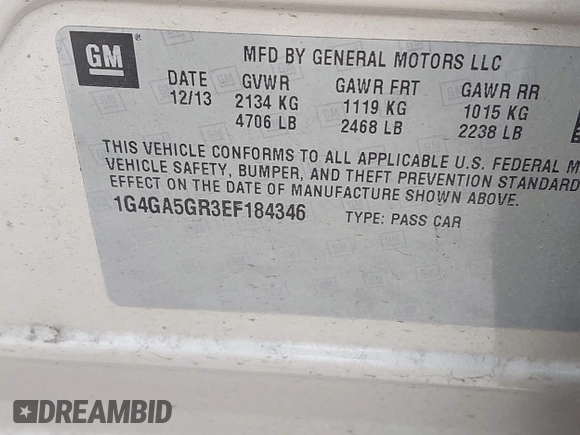 GM
MFD BY GENERAL MOTORS LLC
DATE GVWR GAWR FRT GAWR RR
12/13 2134 KG 1119 KG 1015 KG
4706 LB 2468 LB 2238 LB
THIS VEHICLE CONFORMS TO ALL APPLICABLE U.S. FEDERAL M
VEHICLE SAFETY, BUMPER, AND THEFT PREVENTION STANDARD
EFFECT ON THE DATE OF MANUFACTURE SHOWN ABOVE.
1G4GA5GR3EF184346 TYPE: PASS CAR
DREAMBID